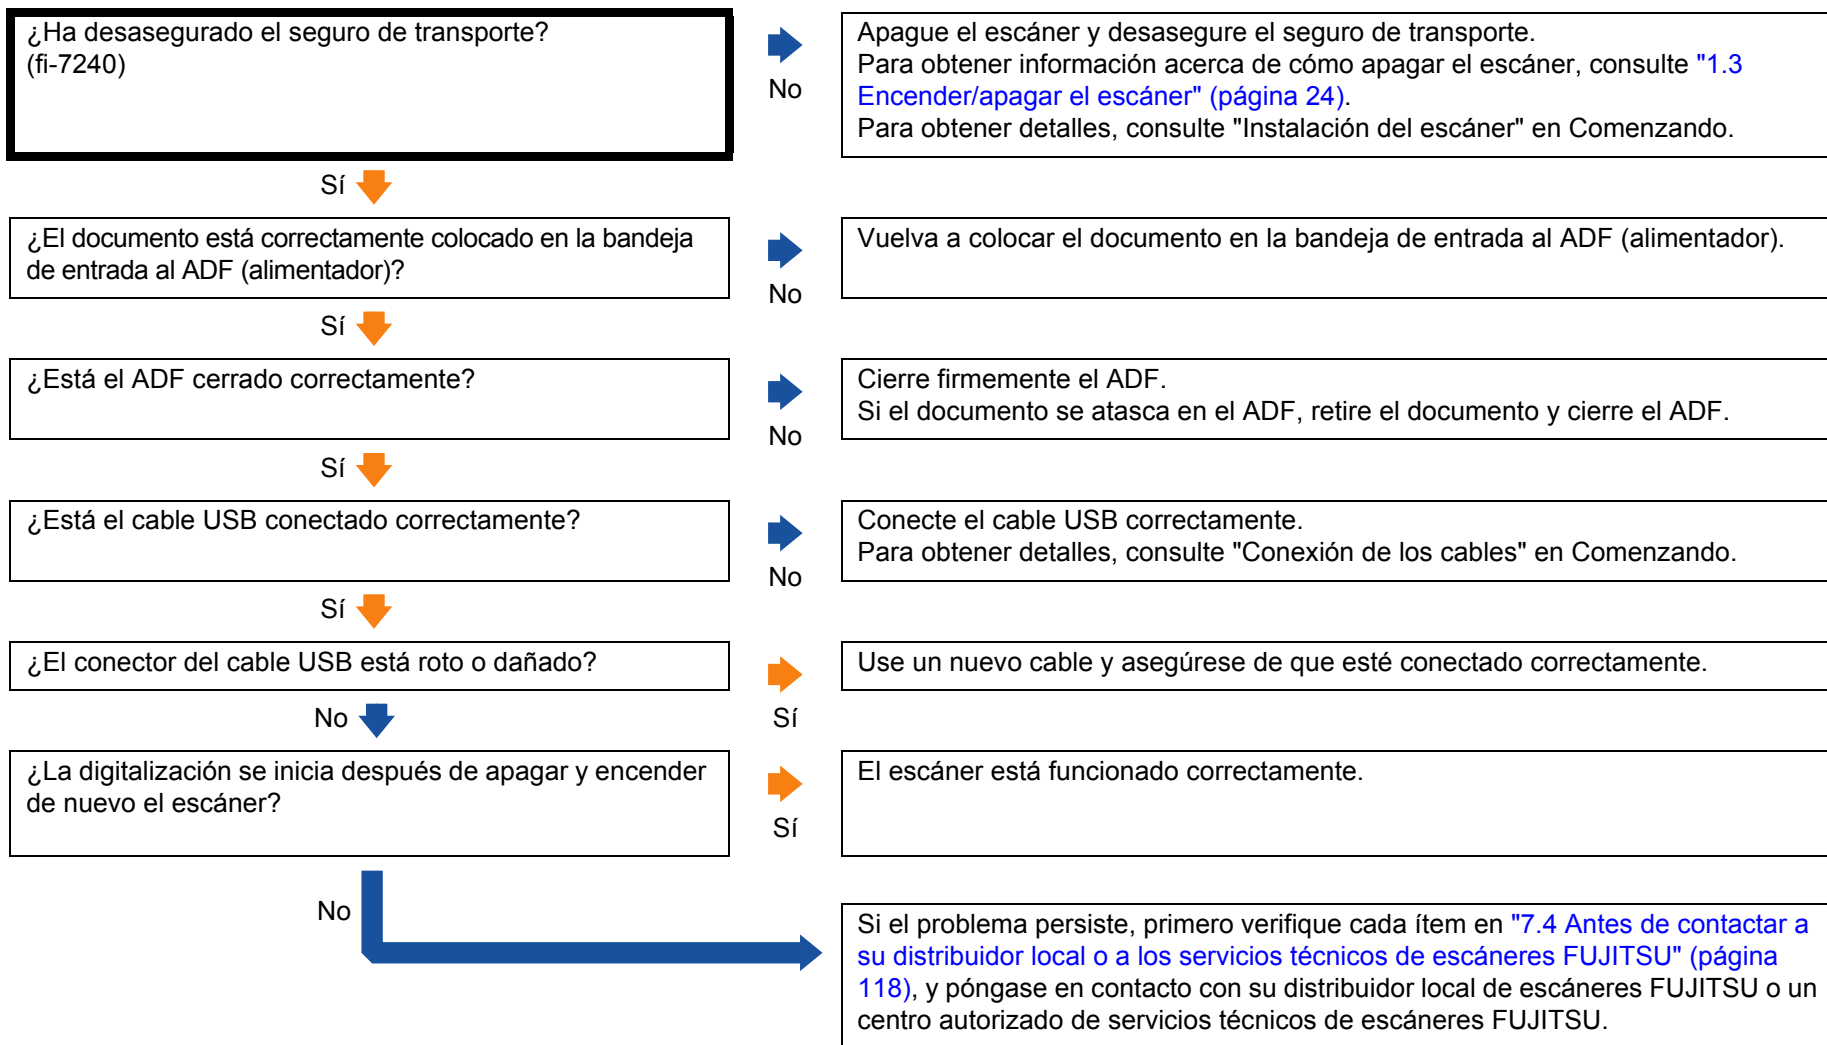 ¿Ha desasegurado el seguro de transporte?
(fi-7240)
No
Apague el escáner y desasegure el seguro de transporte.
Para obtener información acerca de cómo apagar el escáner, consulte "1.3
Encender/apagar el escáner" (página 24).
Para obtener detalles, consulte "Instalación del escáner" en Comenzando.
Sí
¿El documento está correctamente colocado en la bandeja
de entrada al ADF (alimentador)?
No
Vuelva a colocar el documento en la bandeja de entrada al ADF (alimentador).
Sí
¿Está el ADF cerrado correctamente?
No
Cierre firmemente el ADF.
Si el documento se atasca en el ADF, retire el documento y cierre el ADF.
Sí
¿Está el cable USB conectado correctamente?
No
Conecte el cable USB correctamente.
Para obtener detalles, consulte "Conexión de los cables" en Comenzando.
Sí
¿El conector del cable USB está roto o dañado?
Sí
Use un nuevo cable y asegúrese de que esté conectado correctamente.
No
¿La digitalización se inicia después de apagar y encender
de nuevo el escáner?
Sí
El escáner está funcionado correctamente.
No
Si el problema persiste, primero verifique cada ítem en "7.4 Antes de contactar a
su distribuidor local o a los servicios técnicos de escáneres FUJITSU" (página
118), y póngase en contacto con su distribuidor local de escáneres FUJITSU o un
centro autorizado de servicios técnicos de escáneres FUJITSU.